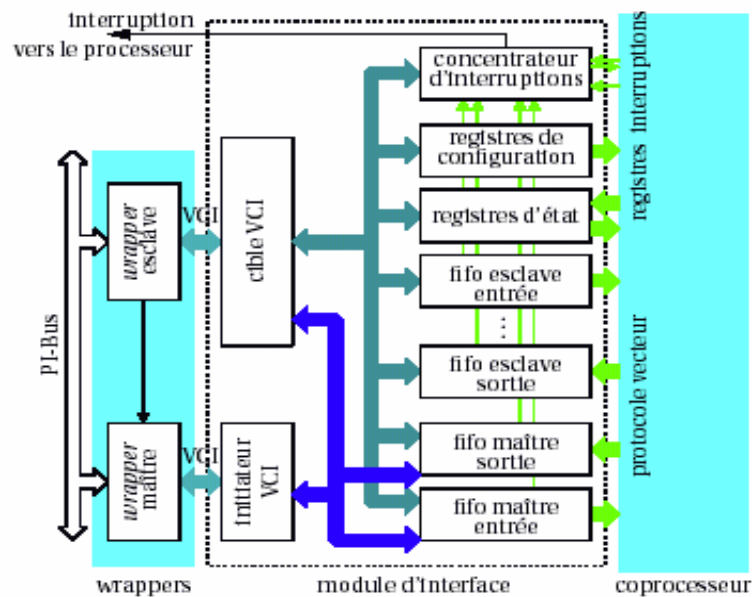 interruption
vers le processeur
concentrateur
d'interruptions
interruptions
registres de
configuration
registres
registres d'état
PI-Bus
wrapper
esclave
VCI
cible VCI
fifo esclave
entrée
...
fifo esclave
sortie
protocole vecteur
wrapper
maître
VCI
initiateur
VCI
fifo maître
sortie
fifo maître
entrée
wrappers
module d'interface
coprocesseur